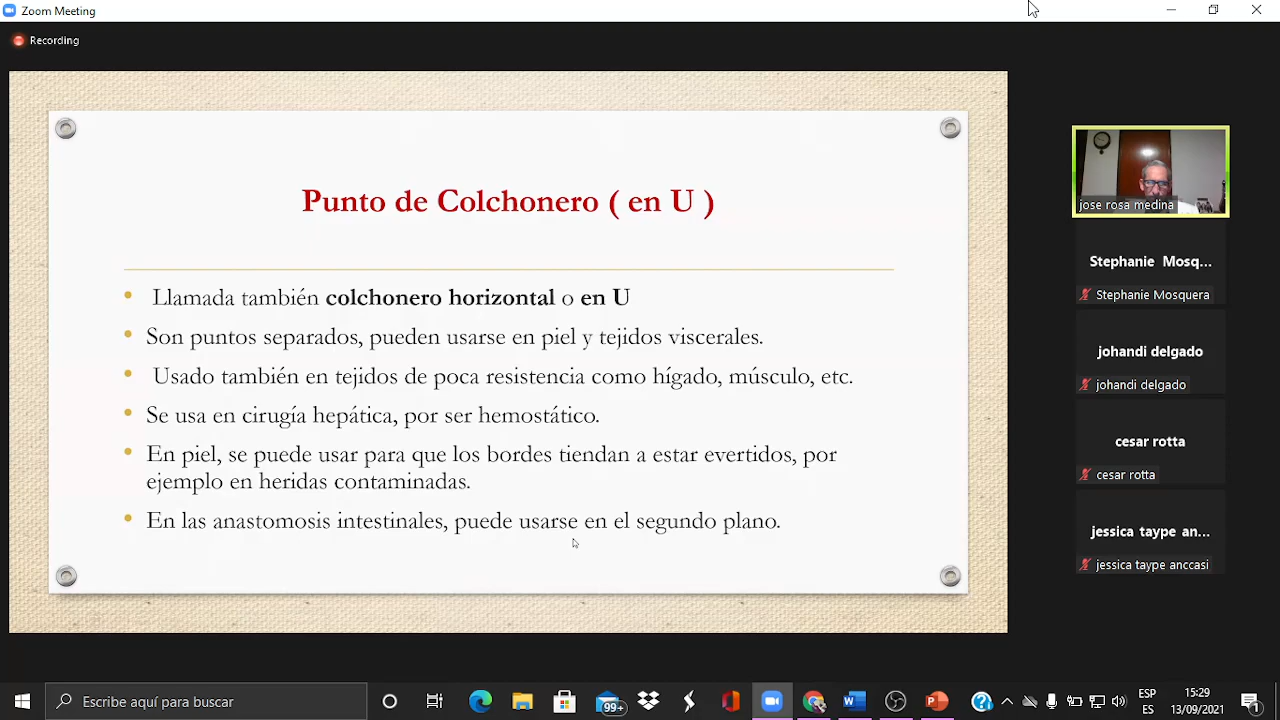 Zoom Meeting
Recording
Punto de Colchonero ( en U )
• Llamada también colchonero horizontal o en U
• Son puntos separados, pueden usarse en piel y tejidos viscerales.
• Usado también en tejidos de poca resistencia como hígado, músculo, etc.
• Se usa en cirugía hepática, por ser hemostático.
• En piel, se puede usar para que los bordes tiendan a estar evertidos, por
ejemplo en heridas contaminadas.
• En las anastomosis intestinales, puede usarse en el segundo plano.
jose rosa medina
Stephanie Mosq...
Stephanie Mosquera
johandi delgado
johandi delgado
cesar rotta
cesar rotta
jessica taype an...
jessica taype anccasi
Escribe aquí para buscar
99+
ESP
ES
15:29
13/09/2021
1